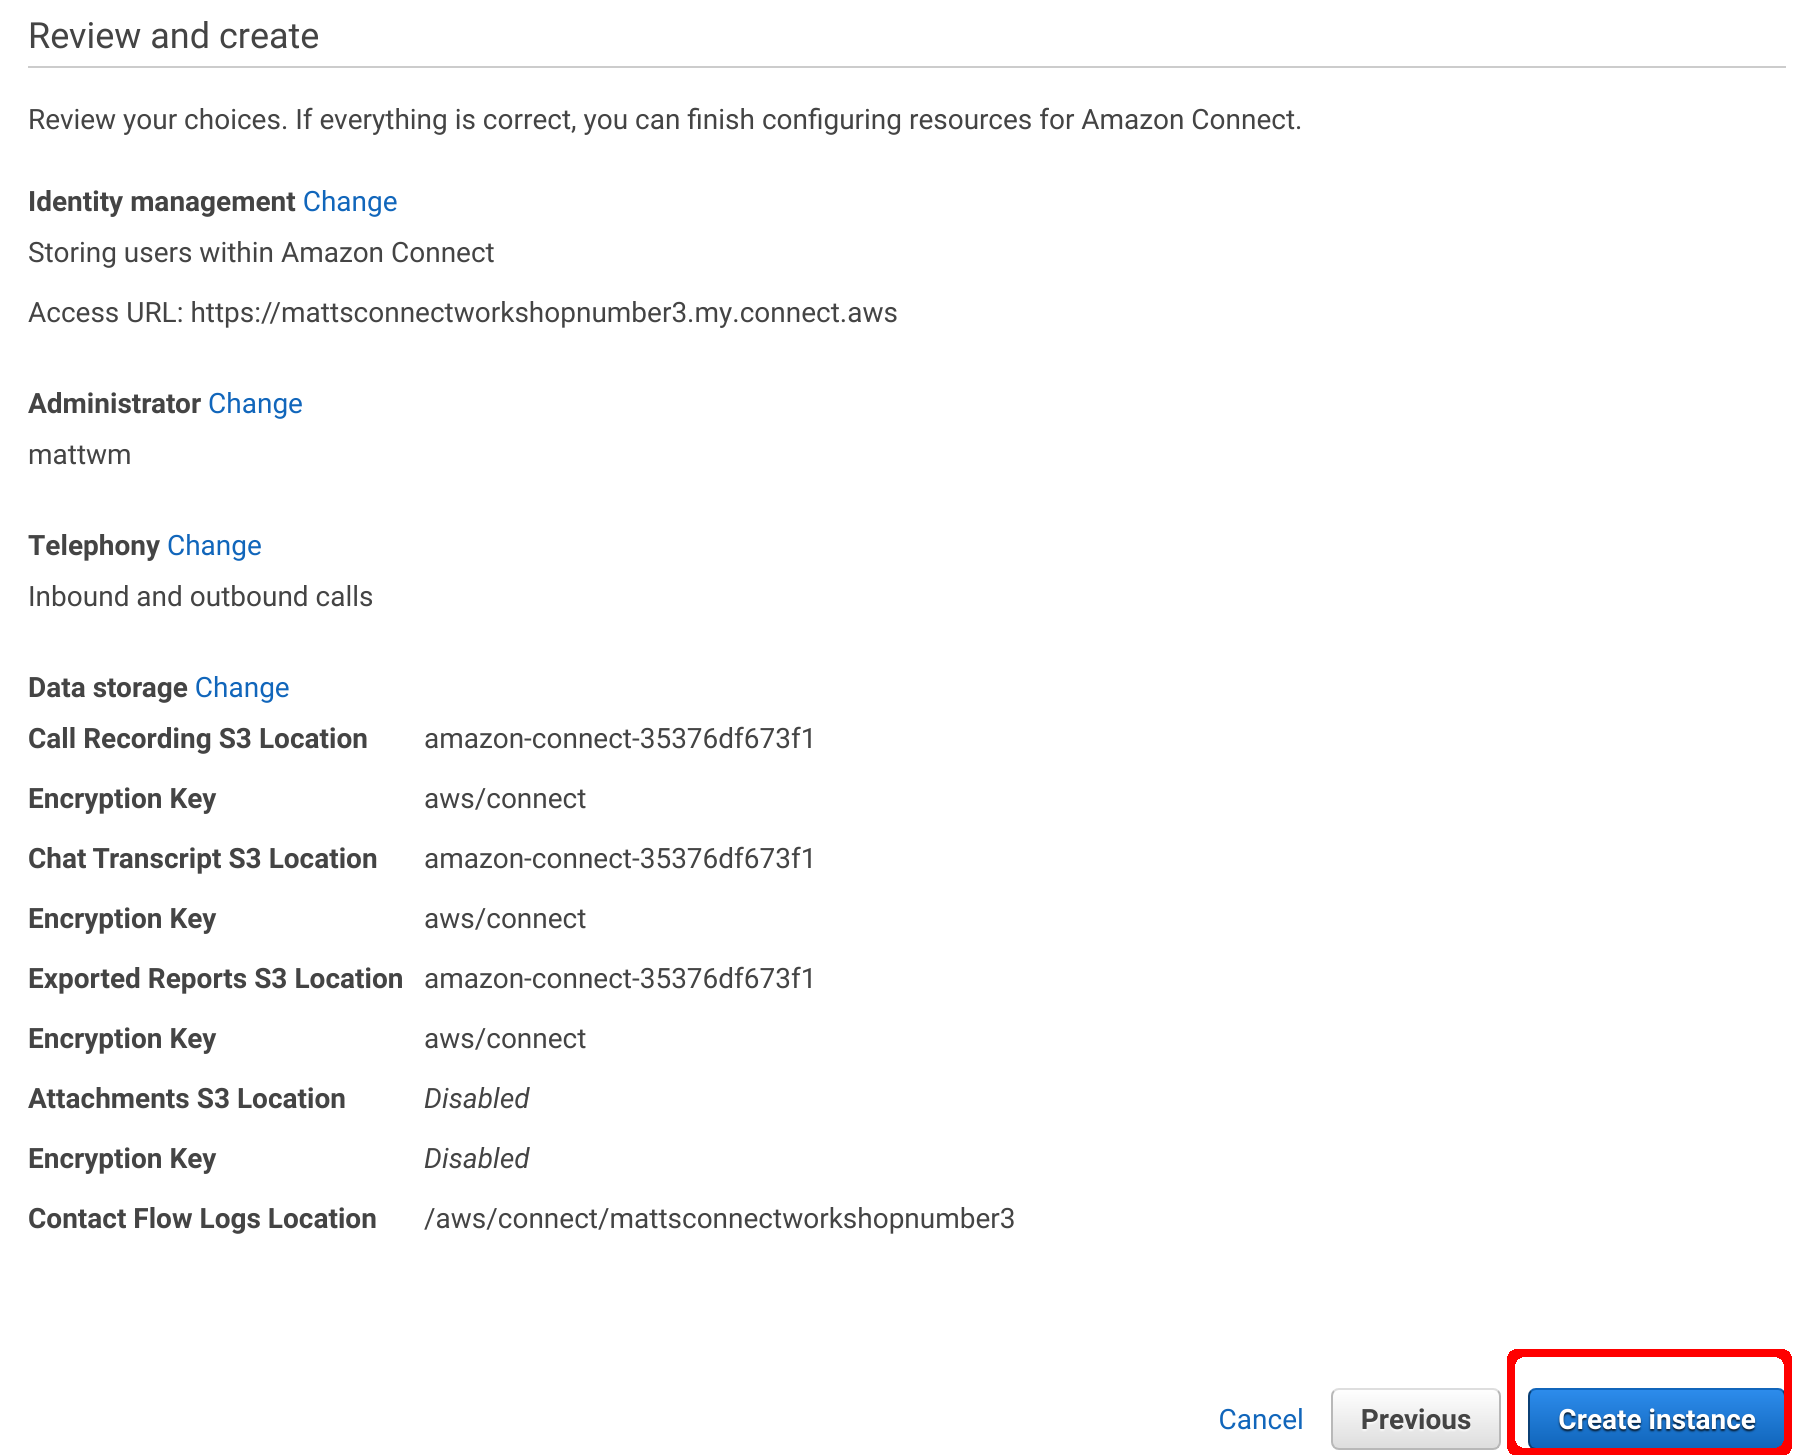 Review and create
Review your choices. If everything is correct, you can finish configuring resources for Amazon Connect.
Identity management Change
Storing users within Amazon Connect
Access URL: https://mattsconnectworkshopnumber3.my.connect.aws
Administrator Change
mattwm
Telephony Change
Inbound and outbound calls
Data storage Change
Call Recording S3 Location amazon-connect-35376df673f1
Encryption Key aws/connect
Chat Transcript S3 Location amazon-connect-35376df673f1
Encryption Key aws/connect
Exported Reports S3 Location amazon-connect-35376df673f1
Encryption Key aws/connect
Attachments S3 Location Disabled
Encryption Key Disabled
Contact Flow Logs Location /aws/connect/mattsconnectworkshopnumber3
Cancel Previous Create instance